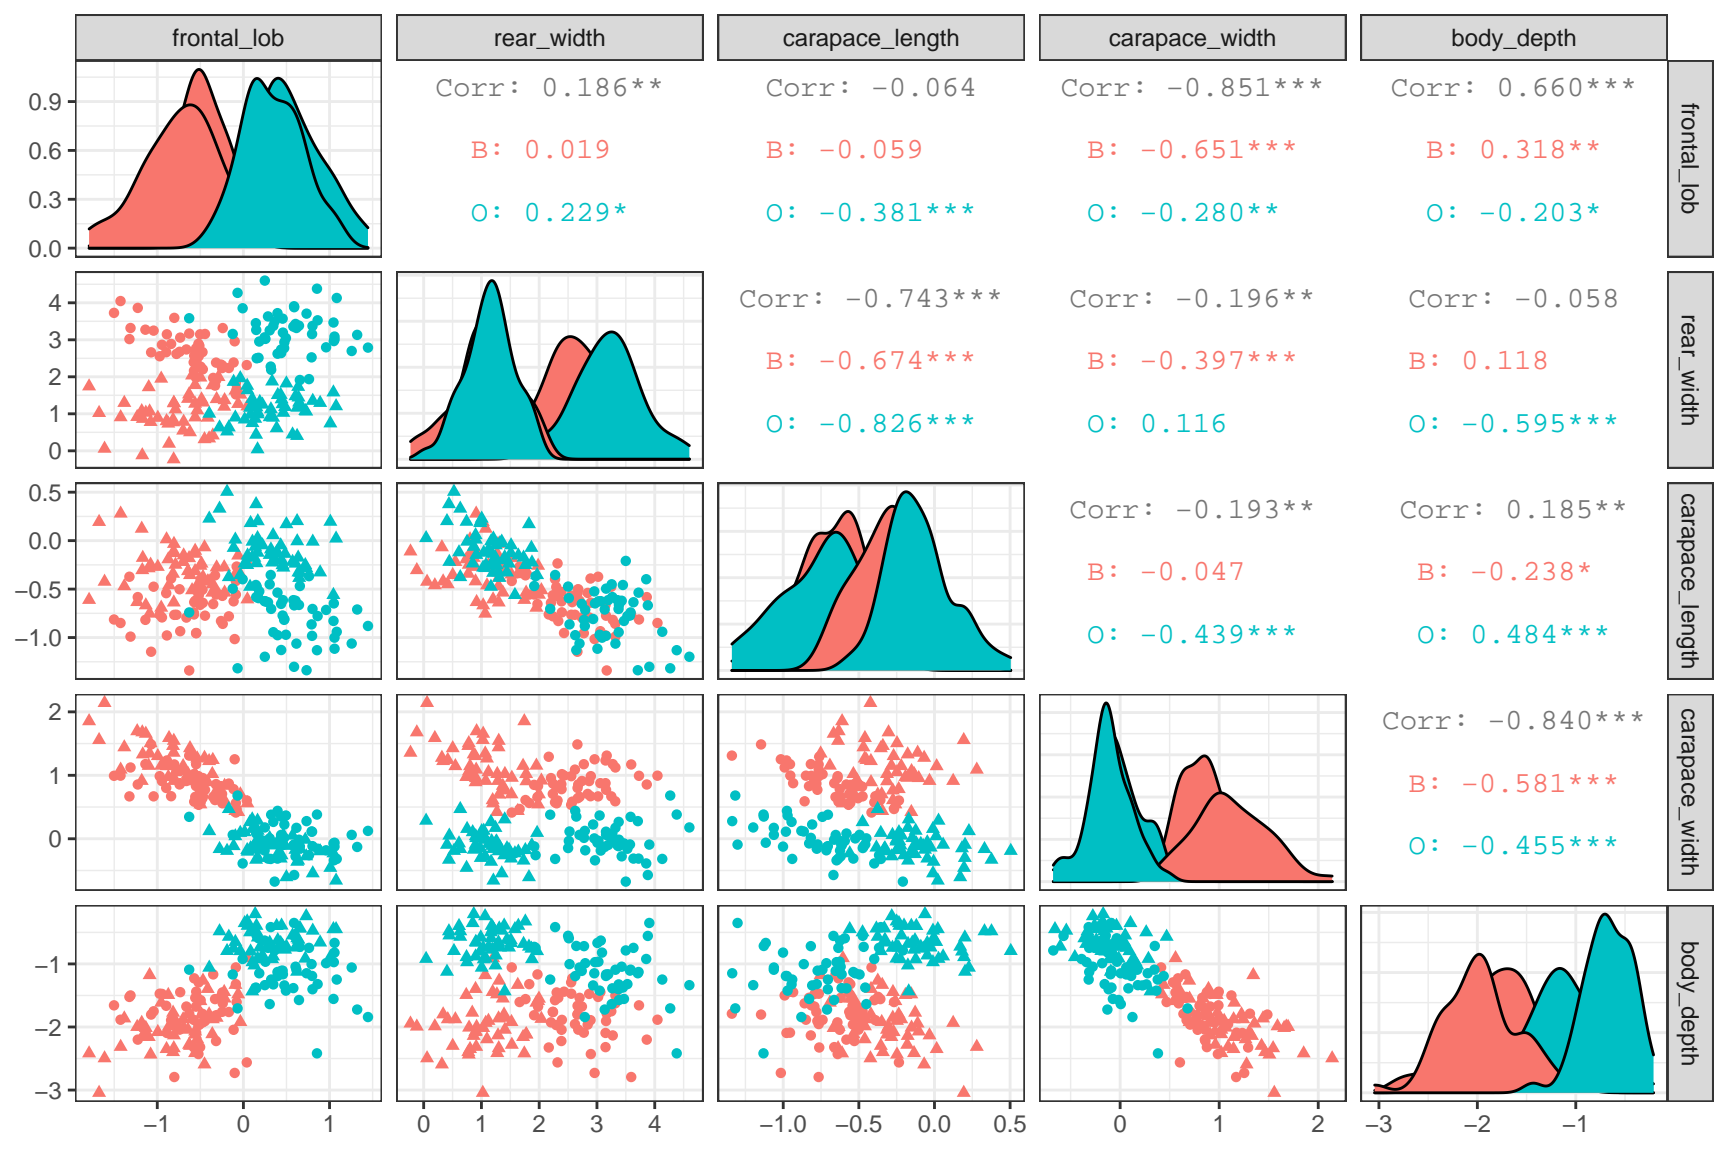 frontal_lob rear_width carapace_length carapace_width body_depth
Corr: 0.186** Corr: -0.064 Corr: -0.851*** Corr: 0.660***
B: 0.019 B: -0.059 B: -0.651*** B: 0.318**
O: 0.229* O: -0.381*** O: -0.280** O: -0.203*
frontal_lob
0.9
0.6
0.3
0.0
Corr: -0.743*** Corr: -0.196** Corr: -0.058
B: -0.674*** B: -0.397*** B: 0.118
O: -0.826*** O: 0.116 O: -0.595***
rear_width
4
3
2
1
0
Corr: -0.193** Corr: 0.185**
B: -0.047 B: -0.238*
O: -0.439*** O: 0.484***
carapace_length
0.5
0.0
−0.5
−1.0
Corr: -0.840***
B: -0.581***
O: -0.455***
carapace_width
2
1
0
body_depth
−1
−2
−3
−1 0 1 0 1 2 3 4 −1.0 −0.5 0.0 0.5 0 1 2 −3 −2 −1